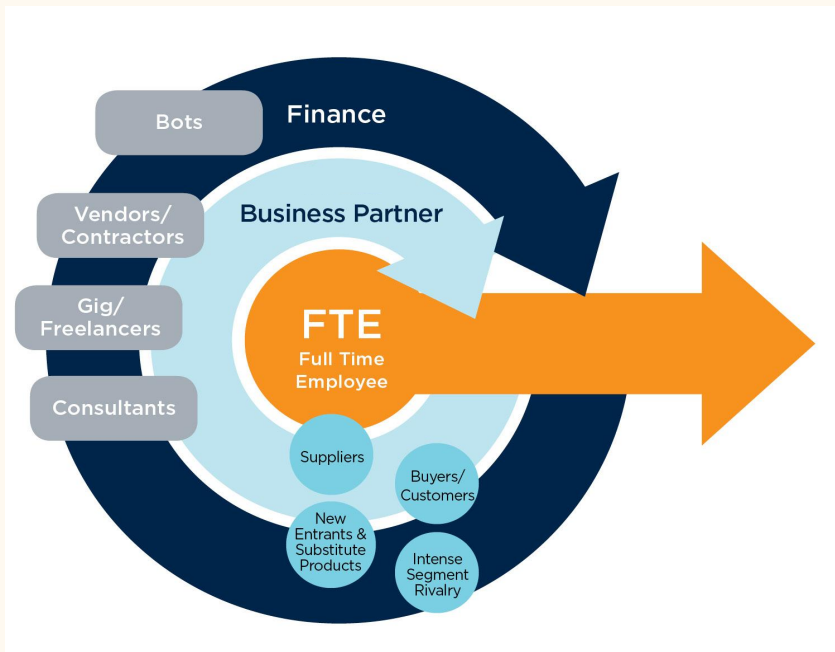 Bots
Finance
Vendors/
Contractors
Business Partner
Gig/
Freelancers
FTE
Full Time
Employee
Consultants
Suppliers
Buyers/
Customers
New
Entrants &
Substitute
Products
Intense
Segment
Rivalry